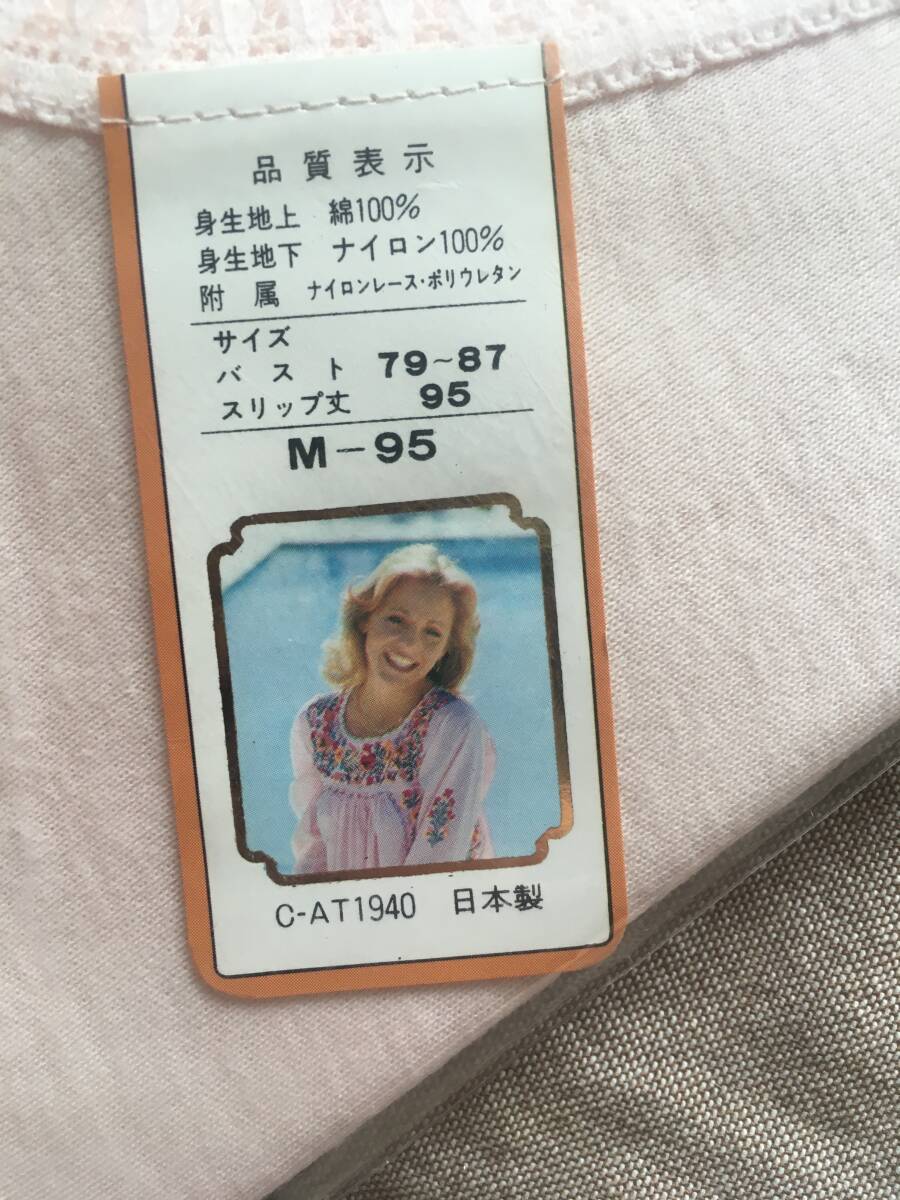 品質表示
身生地上 綿100%
身生地下 ナイロン100%
附属 ナイロンレース・ポリウレタン
サイズ
バスト 79~87
スリップ丈 95
M-95
C-AT1940 日本製